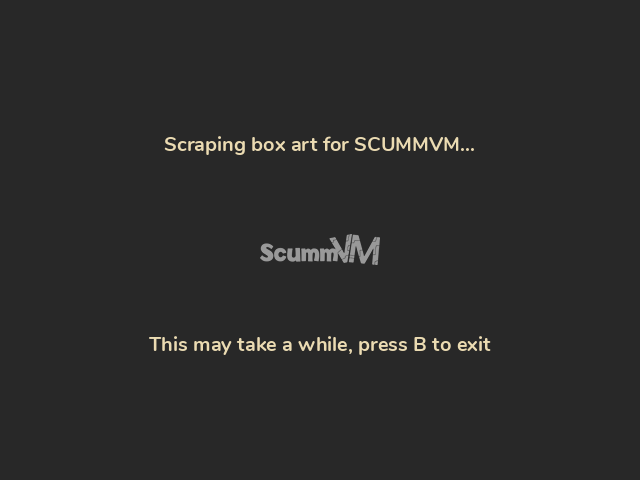 Scraping box art for SCUMMVM...
ScummVM
This may take a while, press B to exit